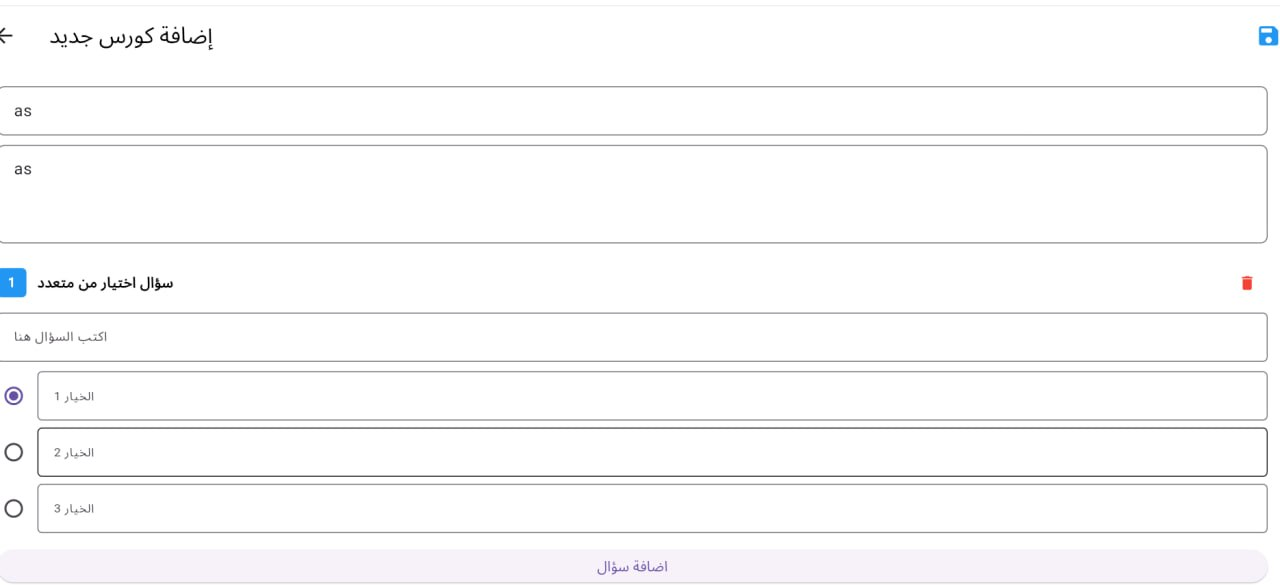 إضافة كورس جديد
as
as
1 سؤال اختيار من متعدد
اكتب السؤال هنا
الخيار 1
الخيار 2
الخيار 3
اضافة سؤال